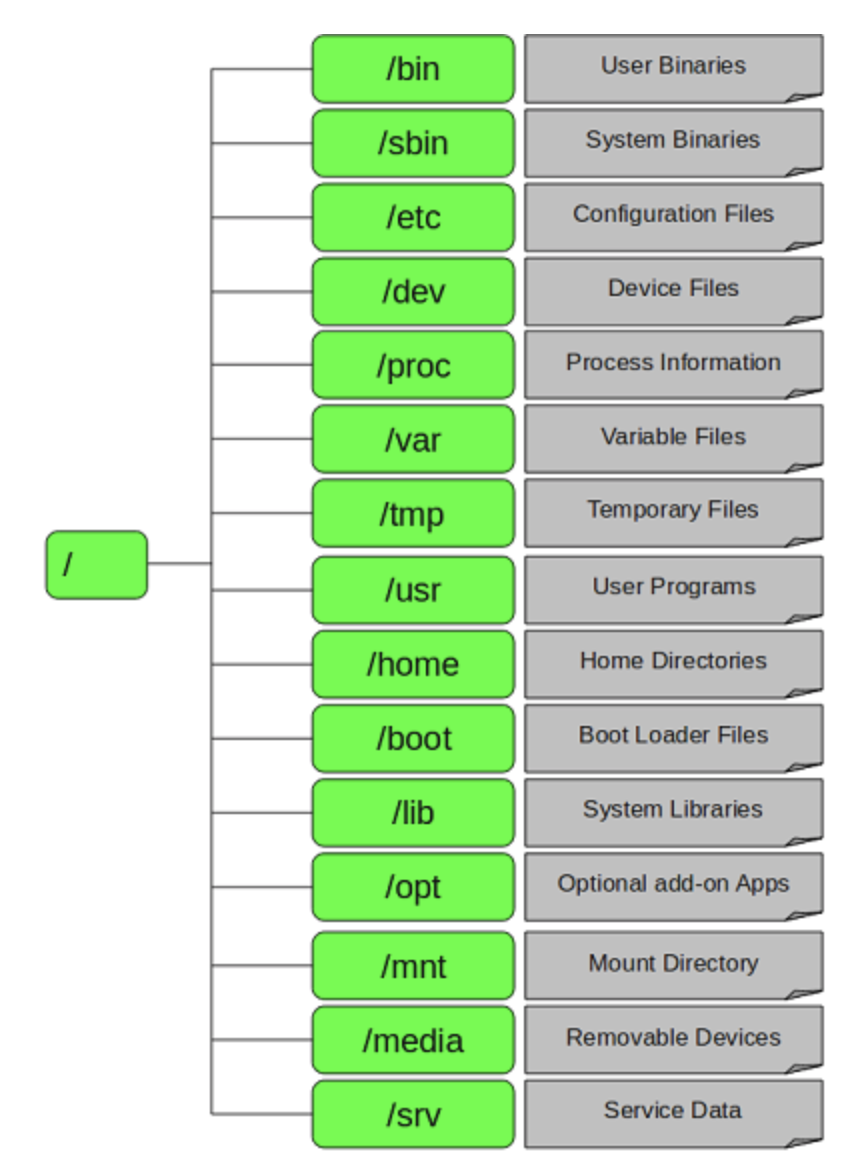 /bin
User Binaries
/sbin
System Binaries
/etc
Configuration Files
/dev
Device Files
/proc
Process Information
/var
Variable Files
/tmp
Temporary Files
/
/usr
User Programs
/home
Home Directories
/boot
Boot Loader Files
/lib
System Libraries
/opt
Optional add-on Apps
/mnt
Mount Directory
/media
Removable Devices
/srv
Service Data